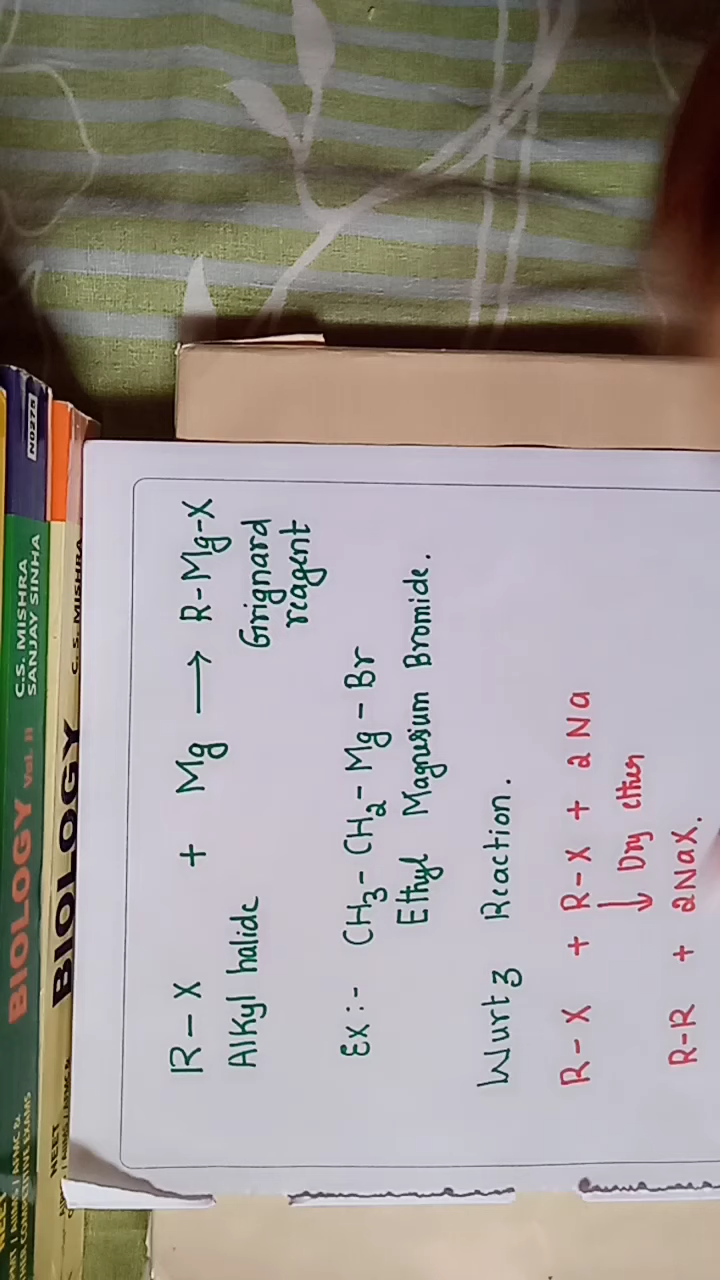 R-X + Mg → R-Mg-X
Alkyl halide Grignard
reagent
Ex:- CH3-CH2-Mg-Br
Ethyl Magnesium Bromide.
Wurtz Reaction.
R-X + R-X + 2Na
↓ Dry ether
R-R + 2NaX.
BIOLOGY Vol. II
C.S. MISHRA
SANJAY SINHA
N0275
BIOLOGY
C. S. MISHRA
NEET